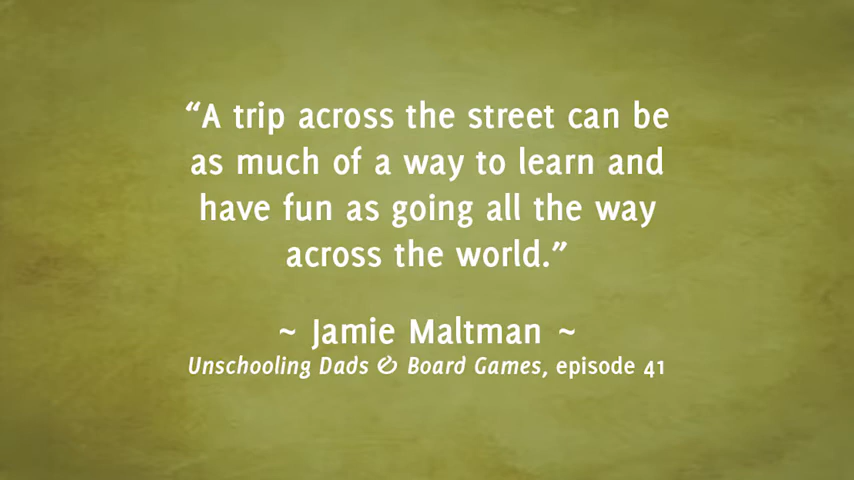 “A trip across the street can be
as much of a way to learn and
have fun as going all the way
across the world.”
~ Jamie Maltman ~
Unschooling Dads & Board Games, episode 41